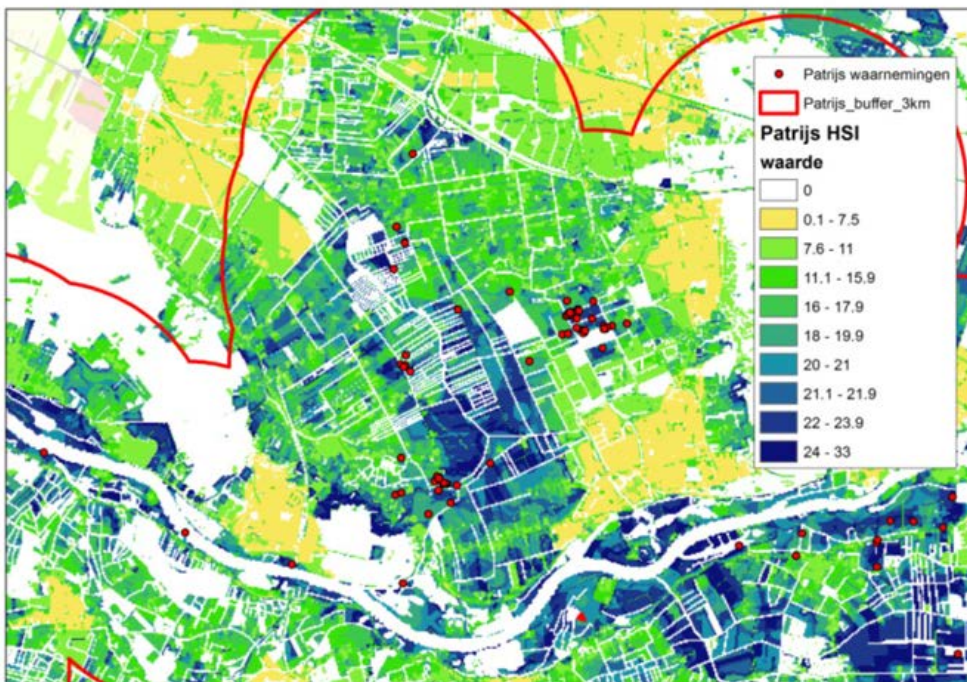 Patrijs waarnemingen
Patrijs_buffer_3km
Patrijs HSI
waarde
0
0.1 - 7.5
7.6 - 11
11.1 - 15.9
16 - 17.9
18 - 19.9
20 - 21
21.1 - 21.9
22 - 23.9
24 - 33